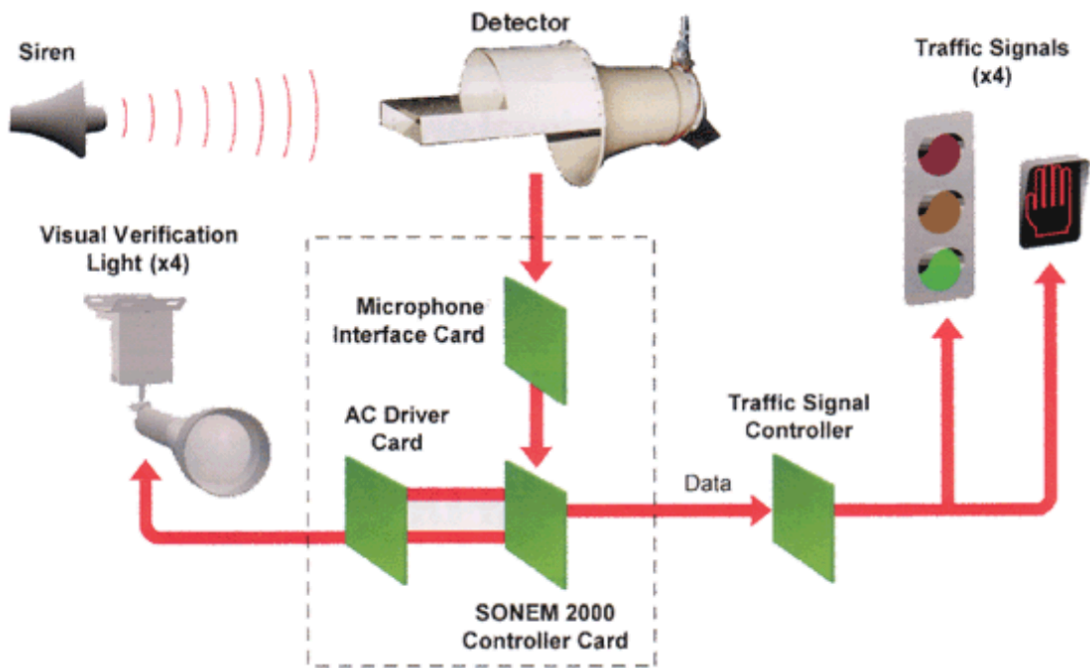 Detector
Siren
Traffic Signals
(x4)
Visual Verification
Light (x4)
Microphone
Interface Card
AC Driver
Card
Traffic Signal
Controller
Data
SONEM 2000
Controller Card